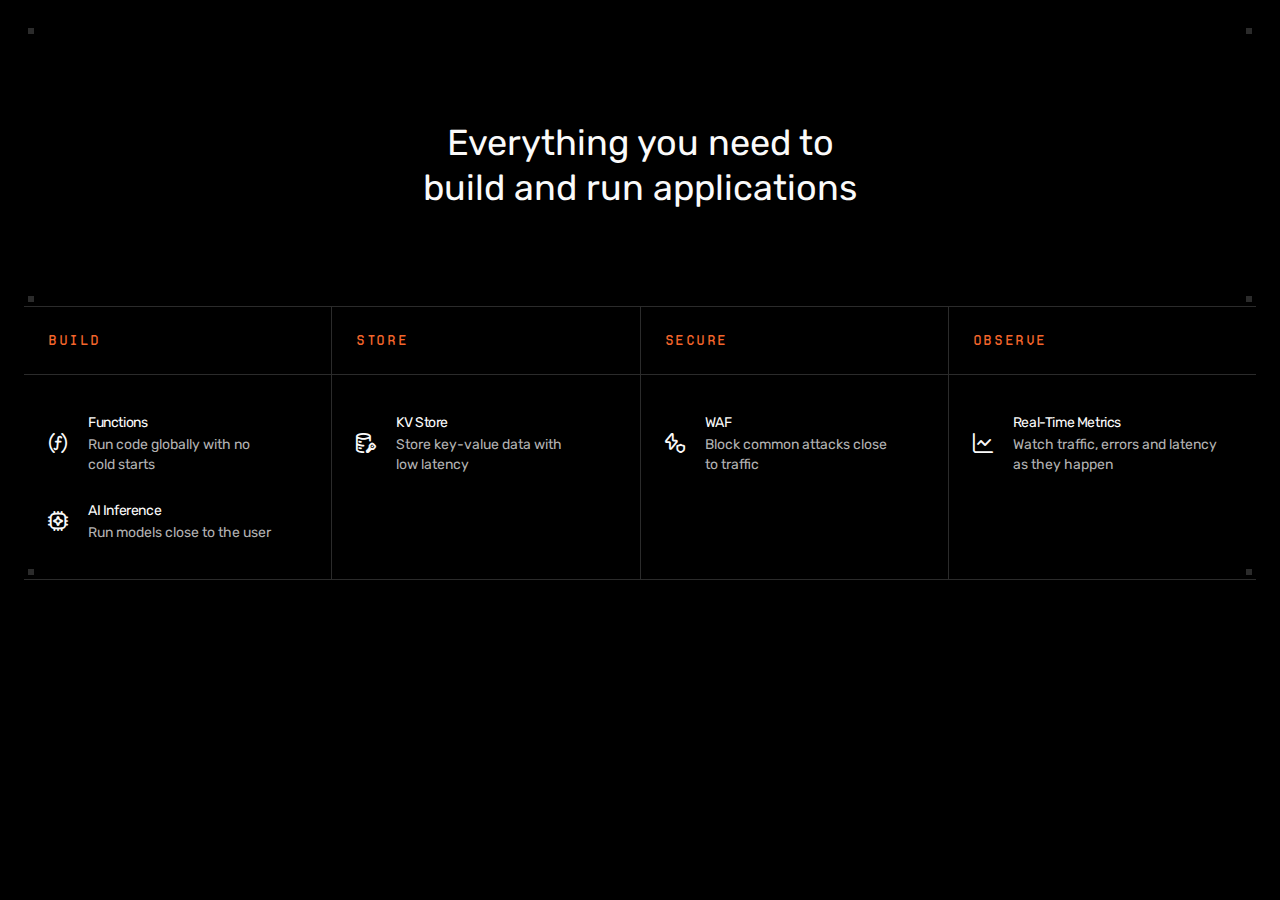 Everything you need to
build and run applications
BUILD
STORE
SECURE
OBSERVE
Functions
Run code globally with no
cold starts
AI Inference
Run models close to the user
KV Store
Store key-value data with
low latency
WAF
Block common attacks close
to traffic
Real-Time Metrics
Watch traffic, errors and latency
as they happen